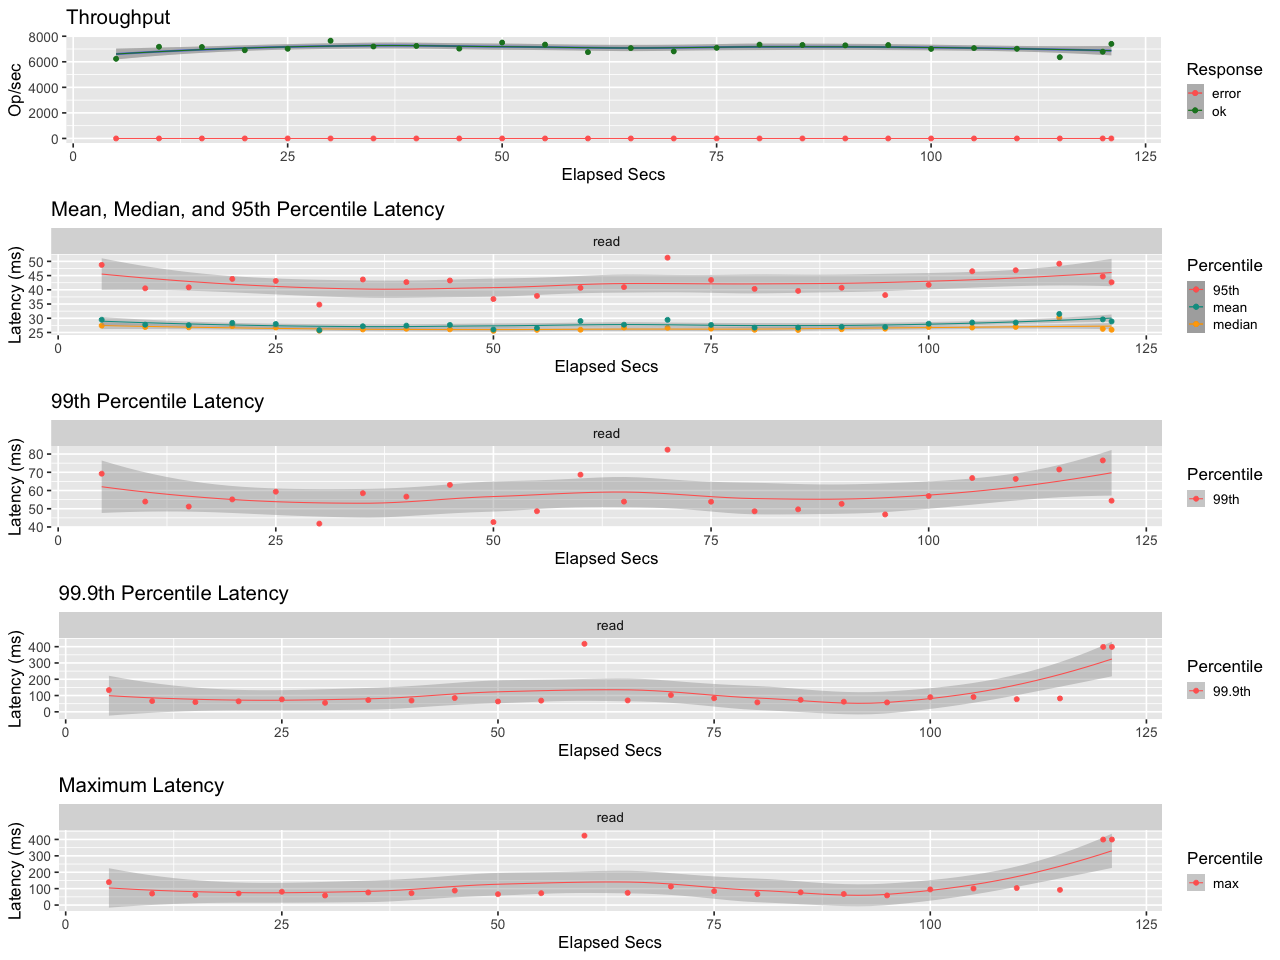 Throughput
8000
6000
4000
2000
0
Op/sec
0 25 50 75 100 125
Elapsed Secs
Response
error
ok
Mean, Median, and 95th Percentile Latency
read
50
45
40
35
30
25
Latency (ms)
0 25 50 75 100 125
Elapsed Secs
Percentile
95th
mean
median
99th Percentile Latency
read
80
70
60
50
40
Latency (ms)
0 25 50 75 100 125
Elapsed Secs
Percentile
99th
99.9th Percentile Latency
read
400
300
200
100
0
Latency (ms)
0 25 50 75 100 125
Elapsed Secs
Percentile
99.9th
Maximum Latency
read
400
300
200
100
0
Latency (ms)
0 25 50 75 100 125
Elapsed Secs
Percentile
max